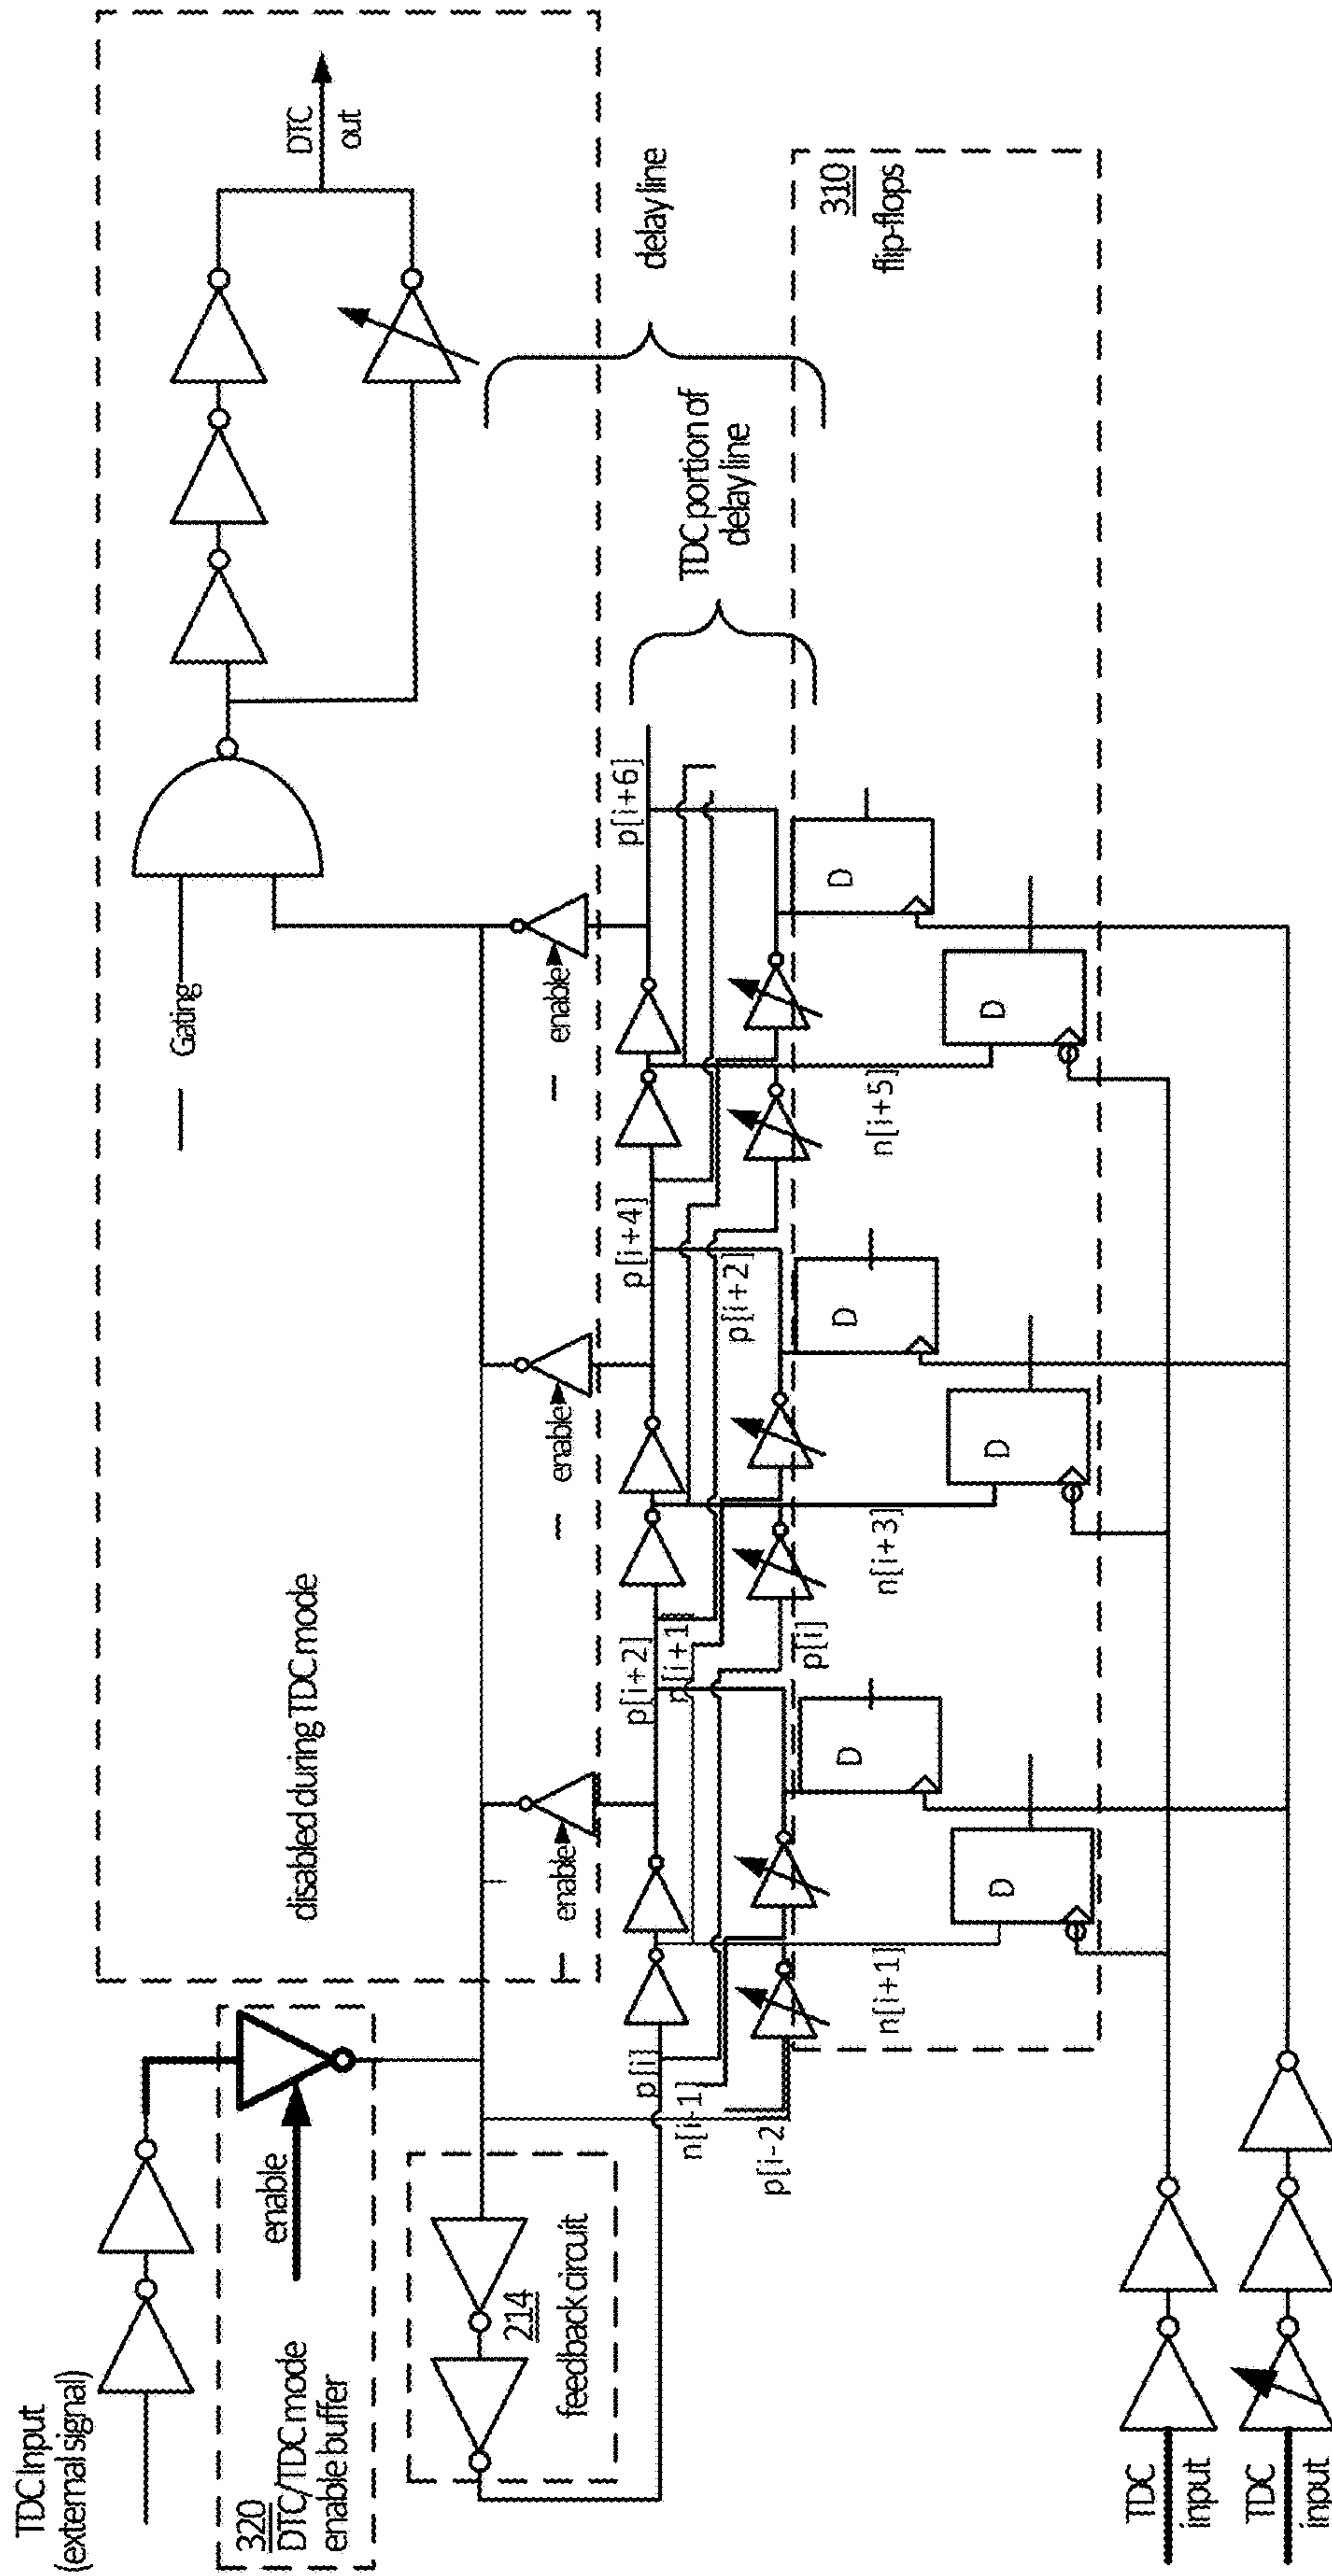 TDC Input
(external signal)
320
DTC/TDC mode
enable buffer
enable
214
feedback circuit
disabled during TDC mode
Gating
DTC
out
enable
enable
enable
delay line
TDC portion of
delay line
p[i]
p[i+2]
p[i+4]
p[i+6]
n[i-1]
n[i+1]
p[i+2]
p[i-2]
p[i]
n[i+1]
n[i+3]
n[i+5]
310
flip-flops
D
D
D
D
D
D
TDC
input
TDC
input